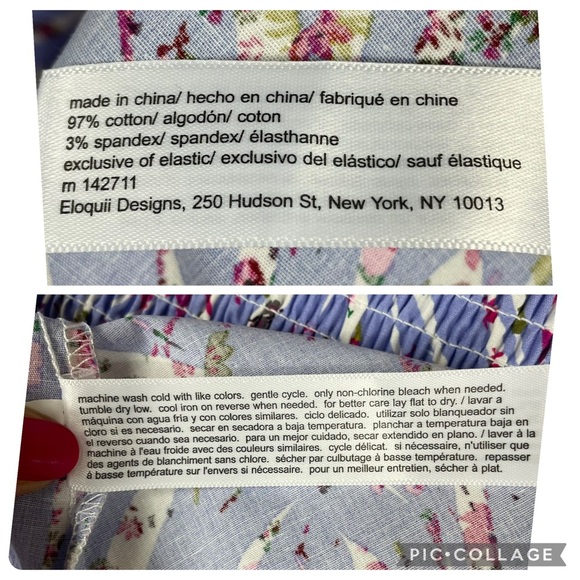 made in china/ hecho en china/ fabriqué en chine
97% cotton/ algodón/ coton
3% spandex/ spandex/ élasthanne
exclusive of elastic/ exclusivo del elástico/ sauf élastique
rn 142711
Eloquii Designs, 250 Hudson St, New York, NY 10013
machine wash cold with like colors. gentle cycle. only non-chlorine bleach when needed.
tumble dry low. cool iron on reverse when needed. for better care lay flat to dry. / lavar a
máquina con agua fria y con colores similares. ciclo delicado. utilizar solo blanqueador sin
cloro si es necesario. secar en secadora a baja temperatura. planchar a temperatura baja en
el reverso cuando sea necesario. para un mejor cuidado, secar extendido en plano. / laver à la
machine à l'eau froide avec des couleurs similaires. cycle délicat. si nécessaire, n'utiliser que
des agents de blanchiment sans chlore. sécher par culbutage à basse température. repasser
à basse température sur l'envers si nécessaire. pour un meilleur entretien, sécher à plat.
PIC•COLLAGE